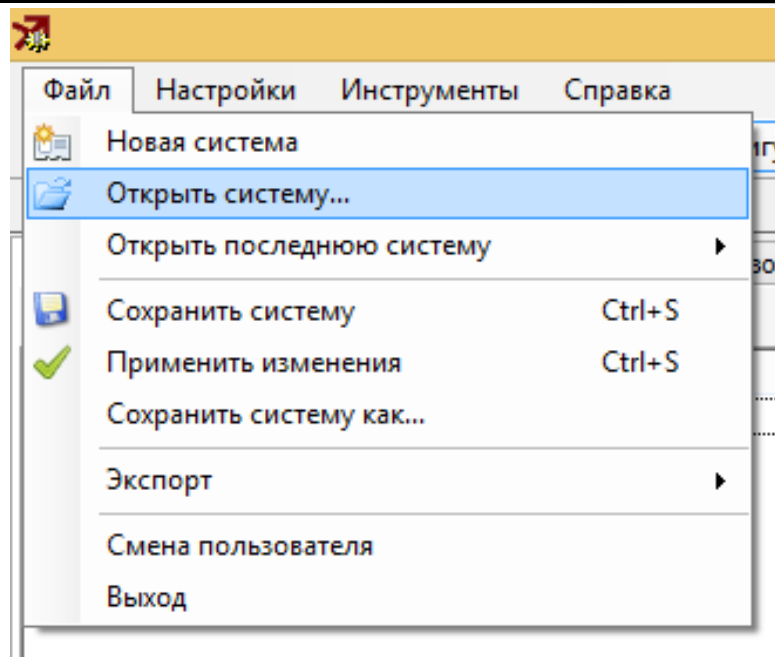 Файл Настройки Инструменты Справка
Новая система
Открыть систему...
Открыть последнюю систему
Сохранить систему Ctrl+S
Применить изменения Ctrl+S
Сохранить систему как...
Экспорт
Смена пользователя
Выход